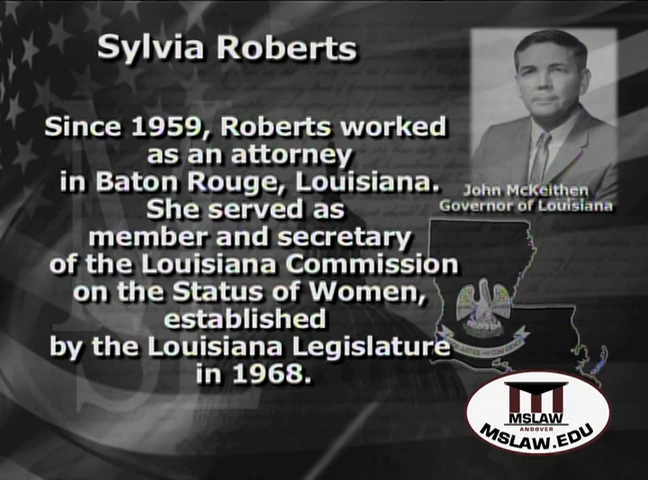 Sylvia Roberts
Since 1959, Roberts worked
as an attorney
in Baton Rouge, Louisiana.
She served as
member and secretary
of the Louisiana Commission
on the Status of Women,
established
by the Louisiana Legislature
in 1968.
John McKeithen
Governor of Louisiana
MSLAW
ANDOVER
MSLAW.EDU